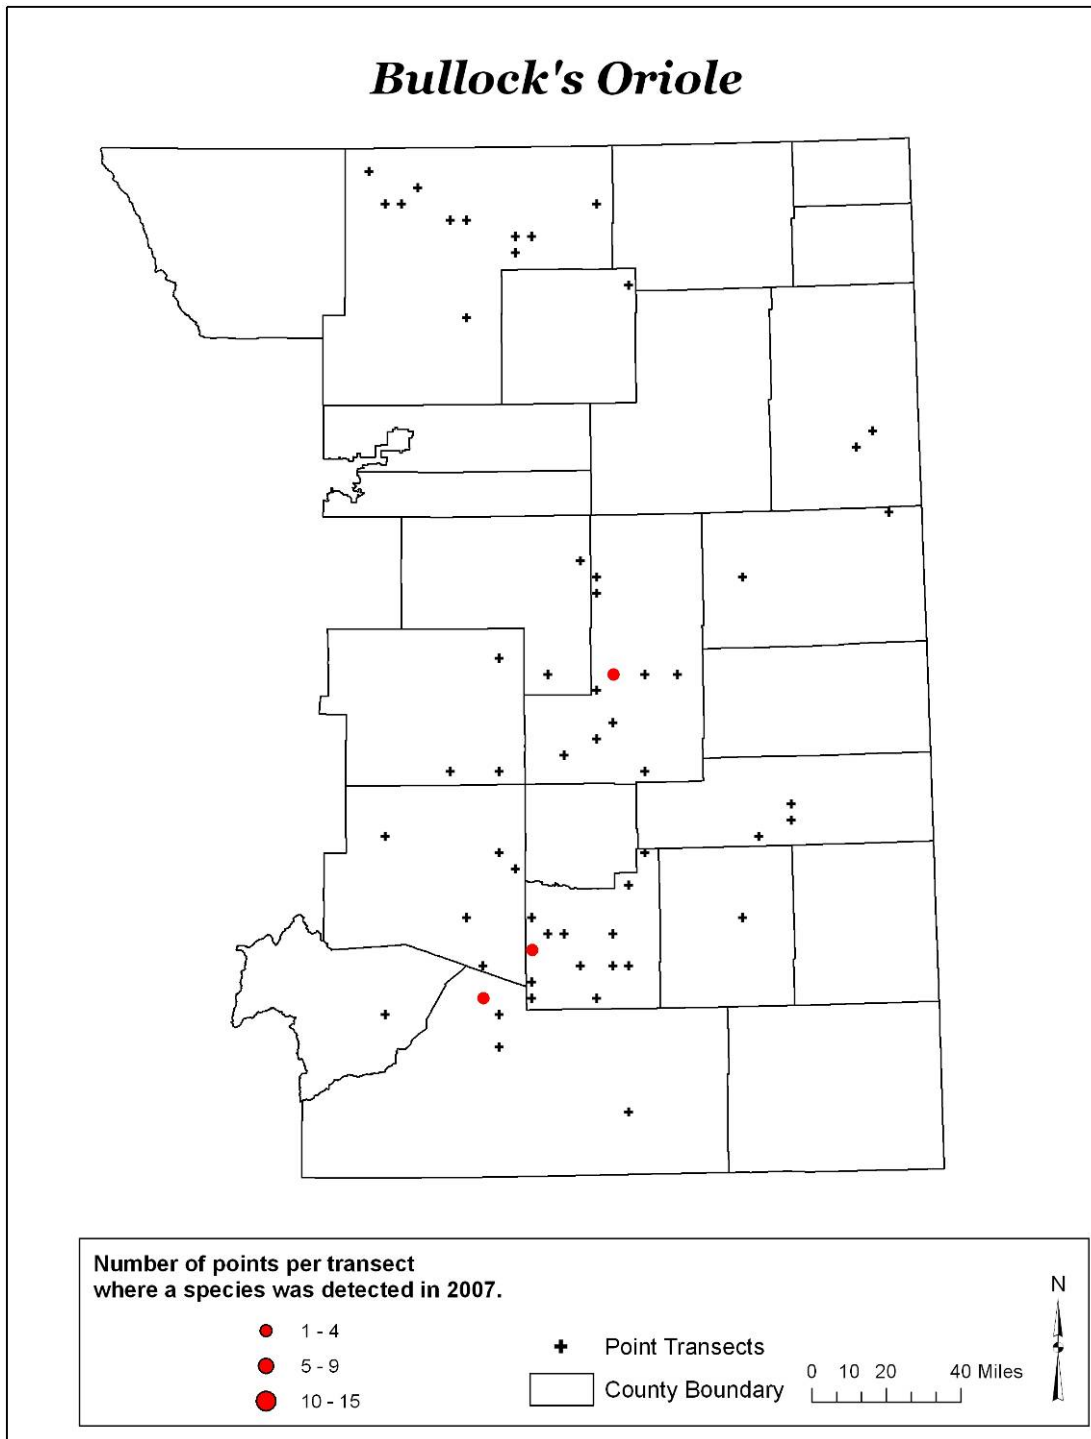 Bullock's Oriole
Number of points per transect
where a species was detected in 2007.
1 - 4
5 - 9
10 - 15
Point Transects
County Boundary
N
0 10 20 40 Miles